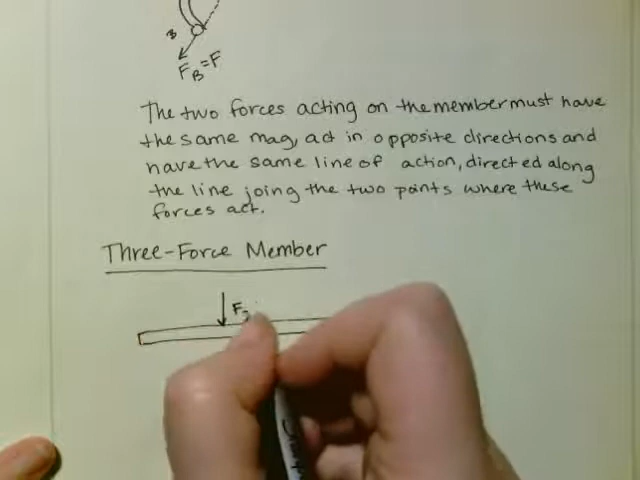 B
F_B=F
The two forces acting on the member must have
the same mag, act in opposite directions and
have the same line of action, directed along
the line joing the two points where these
forces act.
Three-Force Member